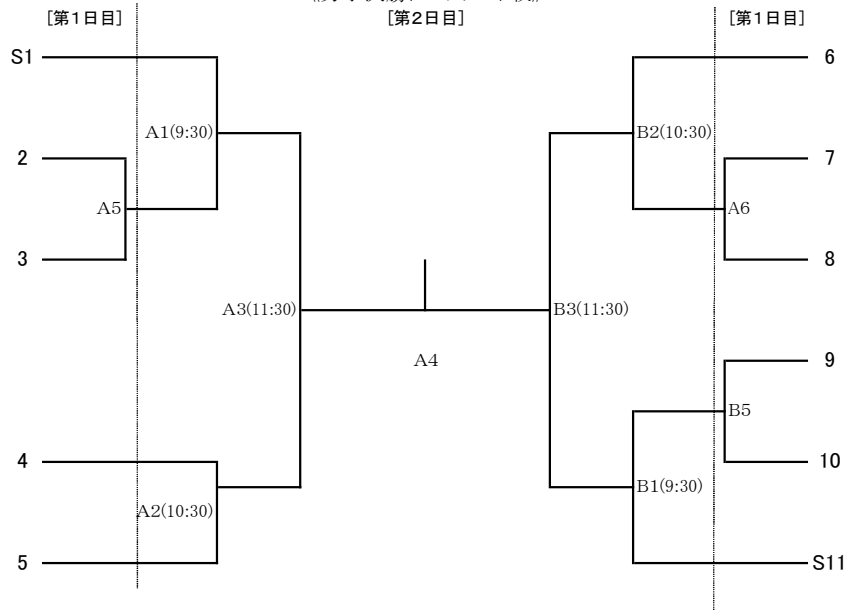 [第1日目]
[第2日目]
[第1日目]
S1
6
A1(9:30)
B2(10:30)
2
7
A5
A6
3
8
A3(11:30)
B3(11:30)
A4
9
B5
4
10
A2(10:30)
B1(9:30)
5
S11